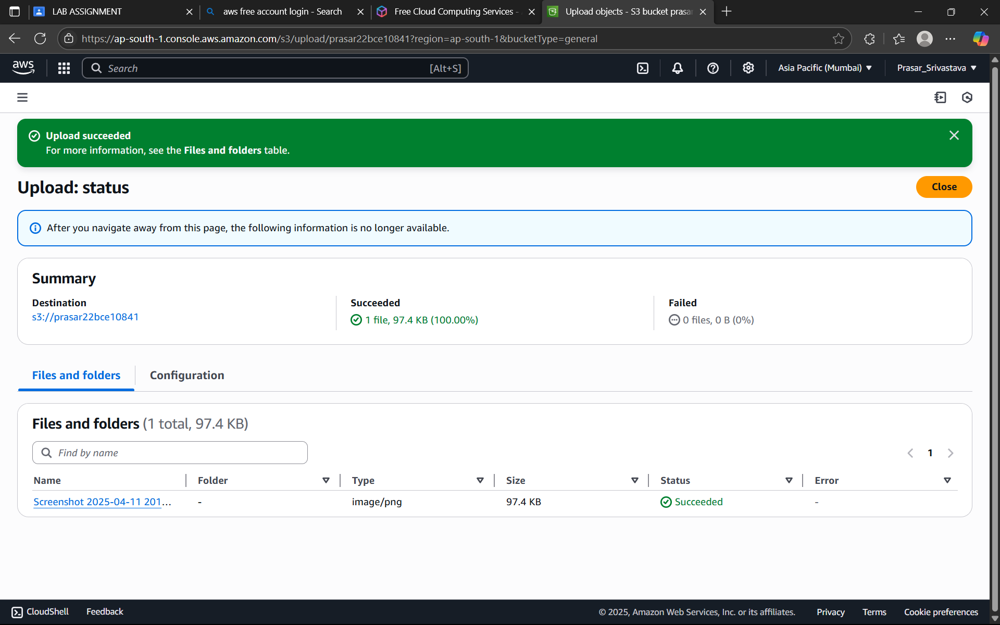 LAB ASSIGNMENT
aws free account login - Search
Free Cloud Computing Services -
Upload objects - S3 bucket prasar
https://ap-south-1.console.aws.amazon.com/s3/upload/prasar22bce10841?region=ap-south-1&bucketType=general
aws
Search
[Alt+S]
Asia Pacific (Mumbai)
Prasar_Srivastava
Upload succeeded
For more information, see the Files and folders table.
Upload: status
Close
After you navigate away from this page, the following information is no longer available.
Summary
Destination
s3://prasar22bce10841
Succeeded
1 file, 97.4 KB (100.00%)
Failed
0 files, 0 B (0%)
Files and folders
Configuration
Files and folders (1 total, 97.4 KB)
Find by name
1
Name Folder Type Size Status Error
Screenshot 2025-04-11 201... - image/png 97.4 KB Succeeded -
CloudShell Feedback
© 2025, Amazon Web Services, Inc. or its affiliates. Privacy Terms Cookie preferences